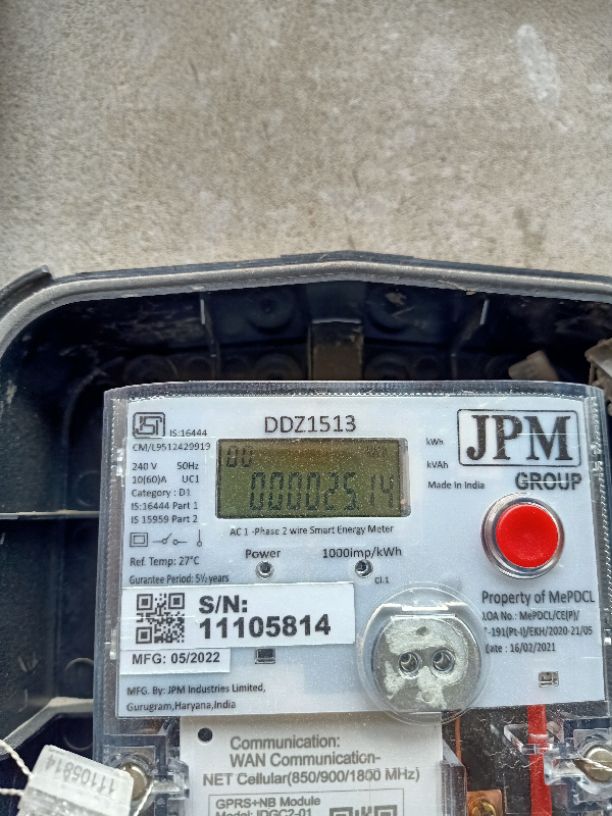 IS:16444
CM/L9512429919
DDZ1513
JPM
GROUP
240 V 50Hz
10(60)A UC1
Category : D1
IS:16444 Part 1
IS 15959 Part 2
0000025.14
kWh
kVAh
Made in India
AC 1 -Phase 2 wire Smart Energy Meter
Power
1000imp/kWh
Cl.1
Ref. Temp: 27°C
Gurantee Period: 5½ years
S/N:
11105814
MFG: 05/2022
Property of MePDCL
LOA No.: MePDCL/CE(P)/
T-191(Pt-I)/EKH/2020-21/05
Date : 16/02/2021
MFG. By: JPM Industries Limited,
Gurugram,Haryana,India
Communication:
WAN Communication-
NET Cellular(850/900/1800 MHz)
GPRS+NB Module
11105814